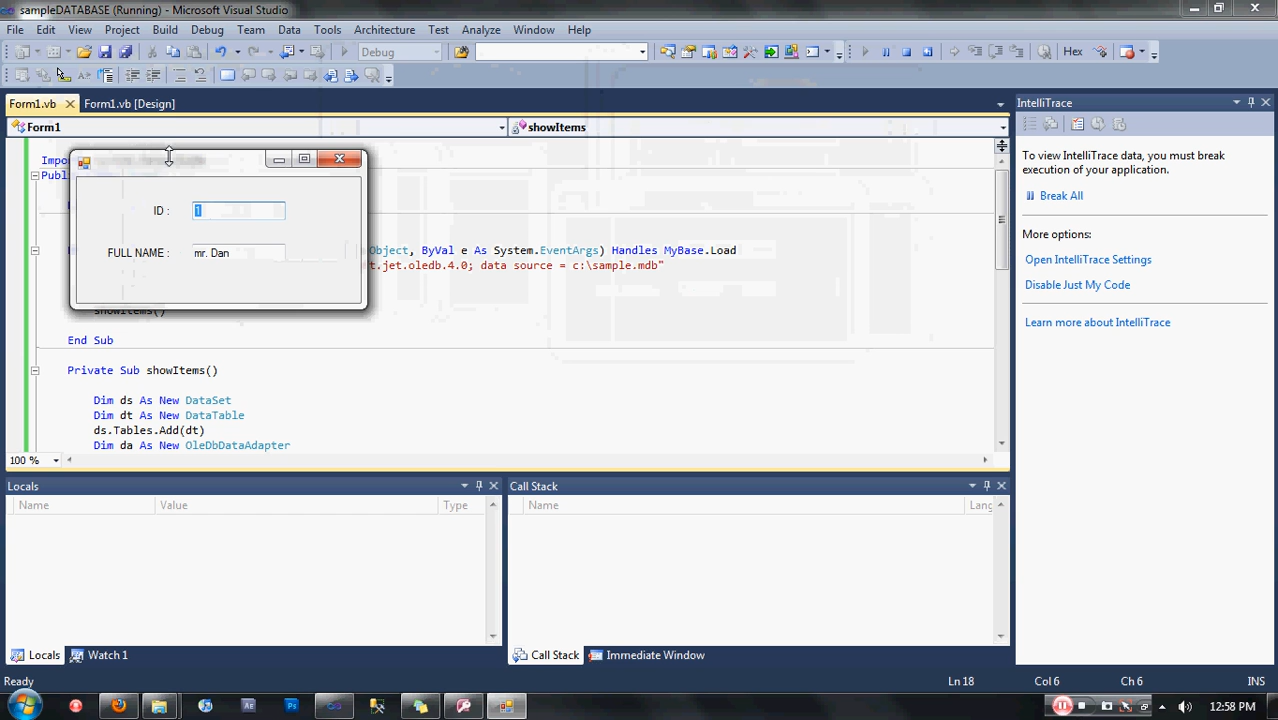 sampleDATABASE (Running) - Microsoft Visual Studio
File Edit View Project Build Debug Team Data Tools Architecture Test Analyze Window Help
Debug Hex
Form1.vb Form1.vb [Design]
Form1 showItems
Impo
Publ
ID : 1
FULL NAME : mr. Dan
Object, ByVal e As System.EventArgs) Handles MyBase.Load
t.jet.oledb.4.0; data source = c:\sample.mdb"
showItems()
End Sub
Private Sub showItems()
Dim ds As New DataSet
Dim dt As New DataTable
ds.Tables.Add(dt)
Dim da As New OleDbDataAdapter
100 %
IntelliTrace
To view IntelliTrace data, you must break
execution of your application.
Break All
More options:
Open IntelliTrace Settings
Disable Just My Code
Learn more about IntelliTrace
Locals
Name Value Type
Call Stack
Name Lang
Locals Watch 1
Call Stack Immediate Window
Ready Ln 18 Col 6 Ch 6 INS
Ae Ps 12:58 PM